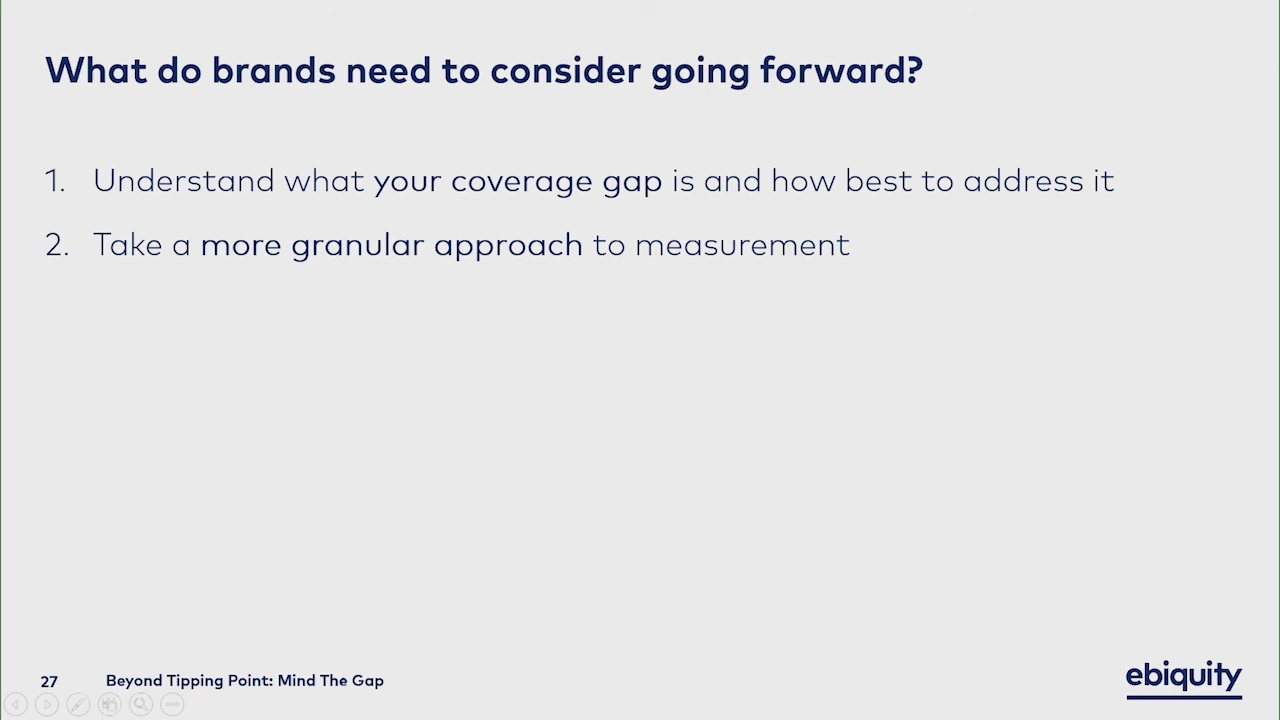 What do brands need to consider going forward?
1. Understand what your coverage gap is and how best to address it
2. Take a more granular approach to measurement
27 Beyond Tipping Point: Mind The Gap
ebiquity